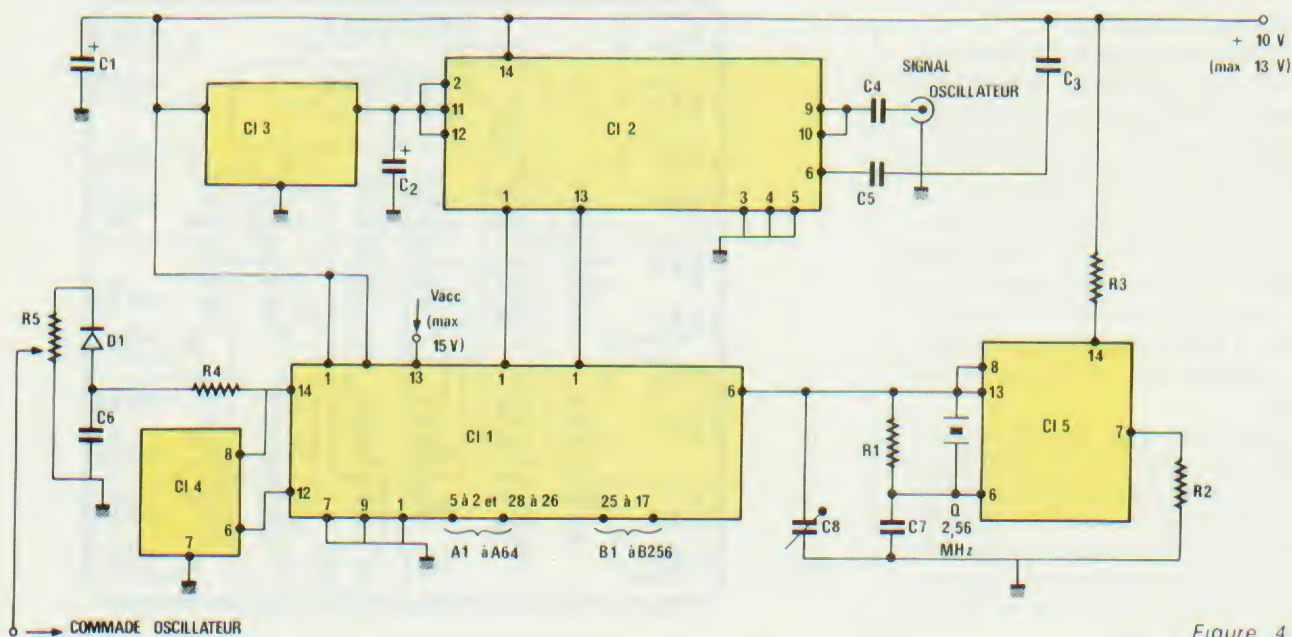 +
C1
14
+ 10 V
(max 13 V)
CI 3
+
C2
2
11
12
CI 2
9
10
6
1
13
3
4
5
SIGNAL
OSCILLATEUR
C4
C5
C3
R3
R5
D1
C6
R4
Vacc
(max
15 V)
14
1
13
1
1
6
CI 1
12
7
9
1
5 à 2 et
28 à 26
25 à 17
A1 à A64
B1 à B256
CI 4
8
6
7
C8
R1
C7
Q
2,56
MHz
8
13
6
14
CI 5
7
R2
COMMADE OSCILLATEUR
Figure 4